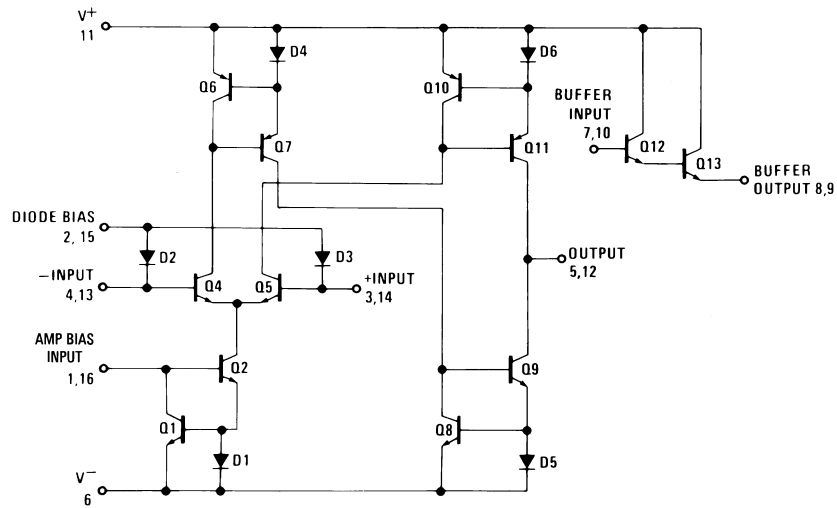 V+
11
D4
D6
Q6
Q10
BUFFER
INPUT
7,10
Q7
Q11
Q12
Q13
BUFFER
OUTPUT 8,9
DIODE BIAS
2, 15
D2
D3
OUTPUT
5,12
−INPUT
4,13
Q4
Q5
+INPUT
3,14
AMP BIAS
INPUT
1,16
Q2
Q9
Q1
Q8
D1
D5
V−
6